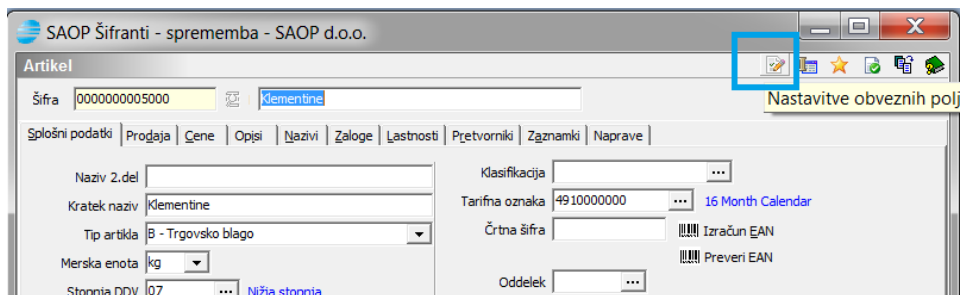 SAOP Šifranti - sprememba - SAOP d.o.o.
Artikel
Šifra 0000000005000 Klementine
Nastavitve obveznih polj
Splošni podatki Prodaja Cene Opisi Nazivi Zaloge Lastnosti Pretvorniki Zaznamki Naprave
Naziv 2.del Klasifikacija ...
Kratek naziv Klementine Tarifna oznaka 4910000000 ... 16 Month Calendar
Tip artikla B - Trgovsko blago Črtna šifra Izračun EAN
Merska enota kg Preveri EAN
Stopnja DDV 07 ... Nižja stopnja Oddelek ...